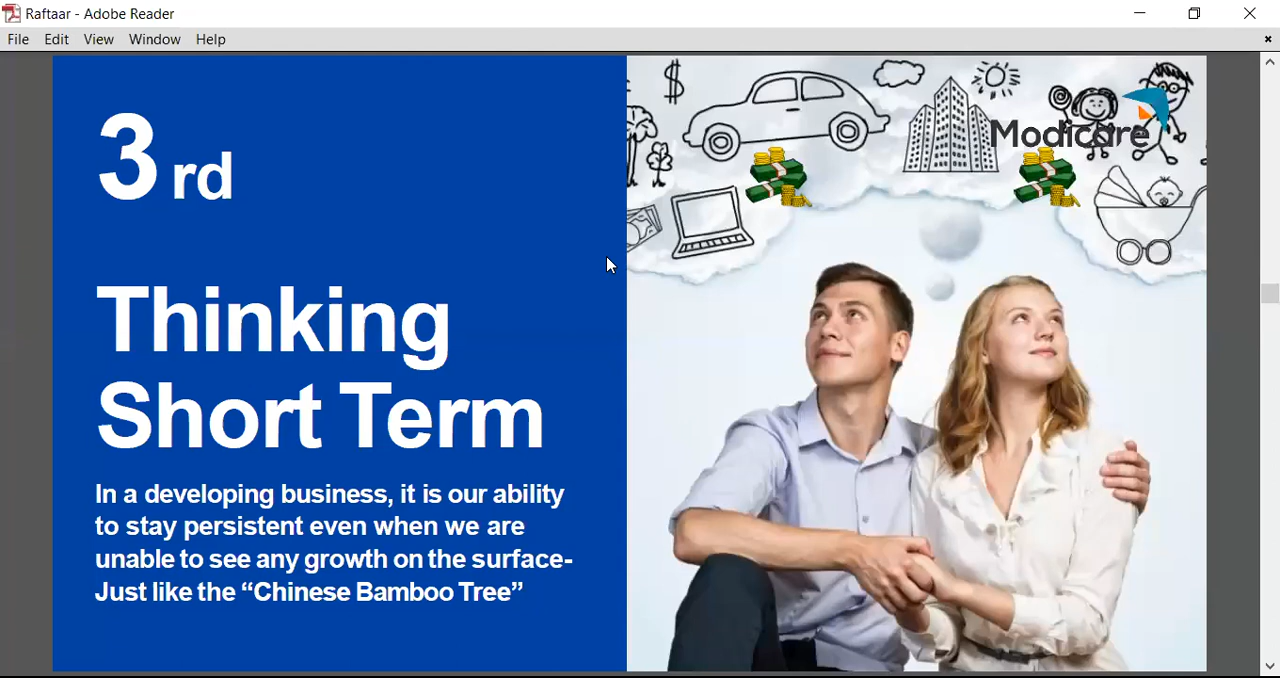 Raftaar - Adobe Reader
File Edit View Window Help
3 rd
Thinking
Short Term
In a developing business, it is our ability
to stay persistent even when we are
unable to see any growth on the surface-
Just like the “Chinese Bamboo Tree”
$
Modicare